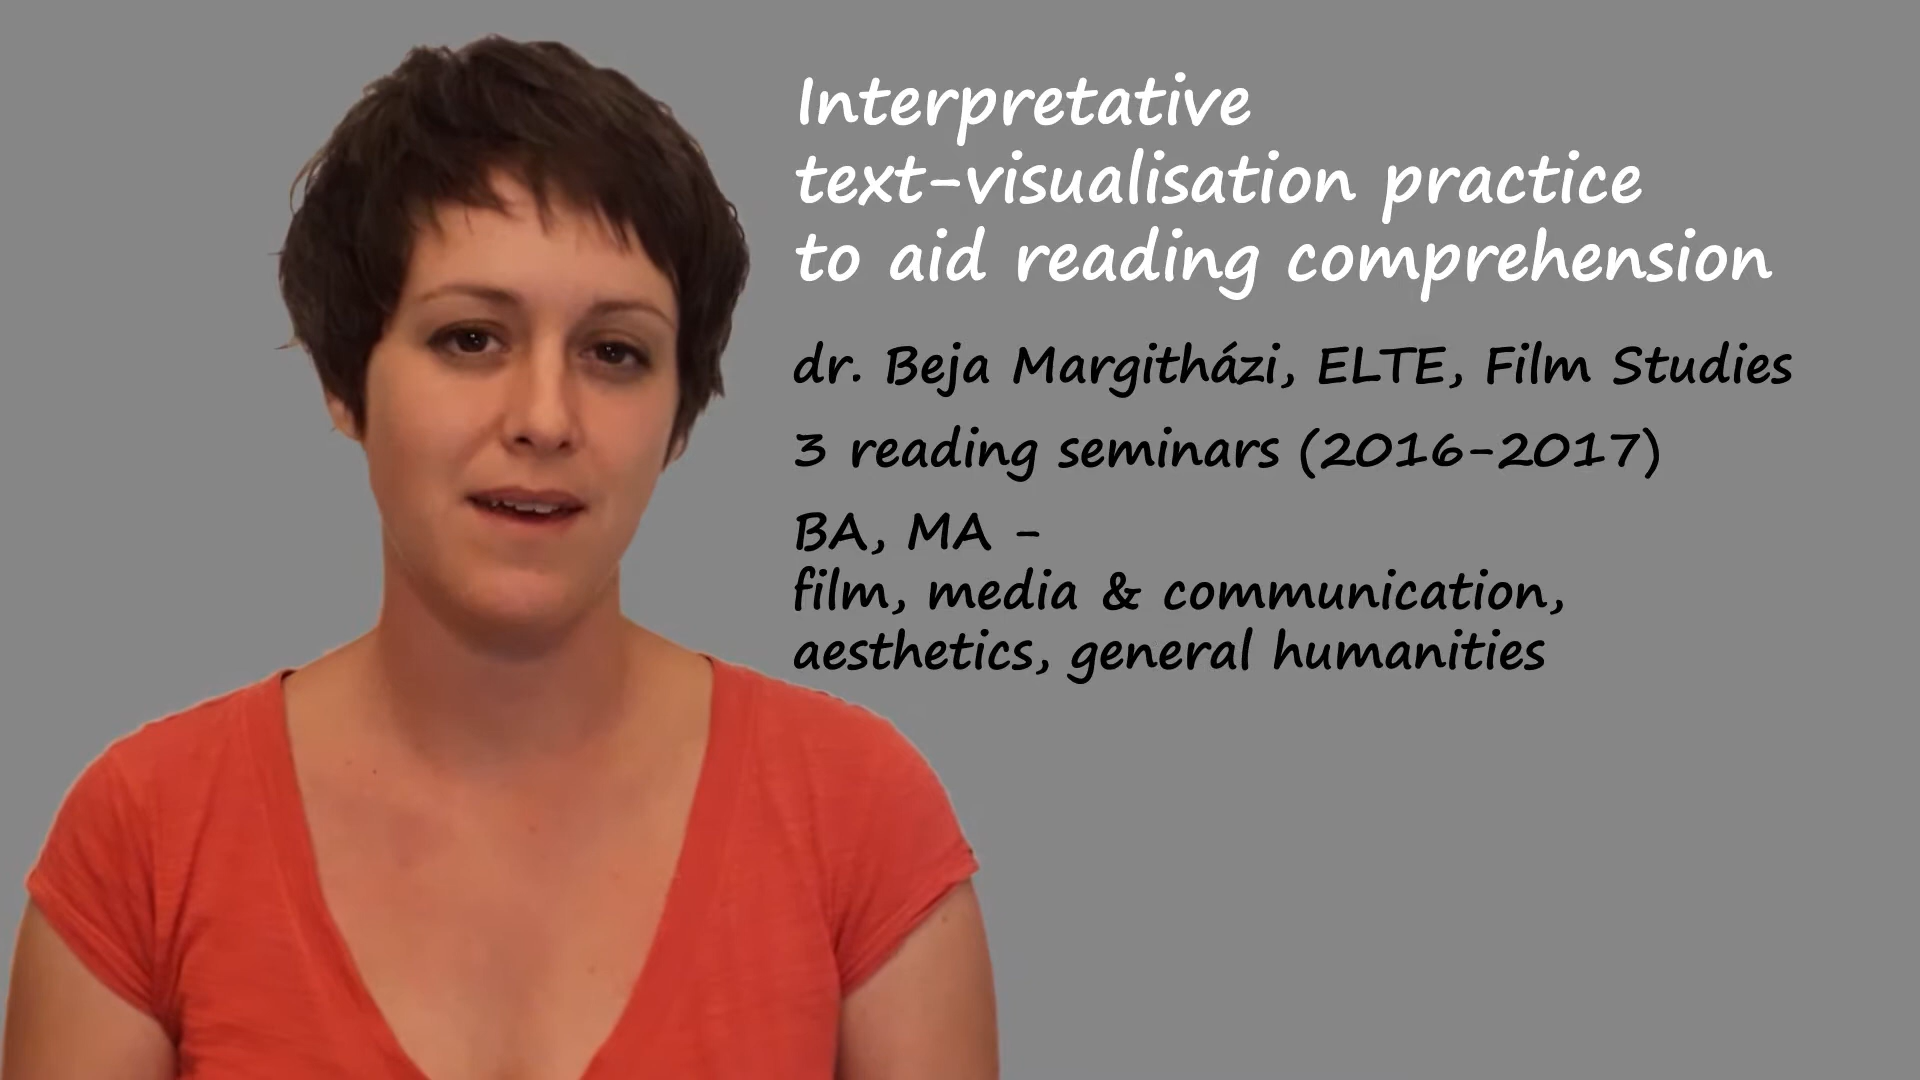 Interpretative
text-visualisation practice
to aid reading comprehension
dr. Beja Margitházi, ELTE, Film Studies
3 reading seminars (2016-2017)
BA, MA -
film, media & communication,
aesthetics, general humanities